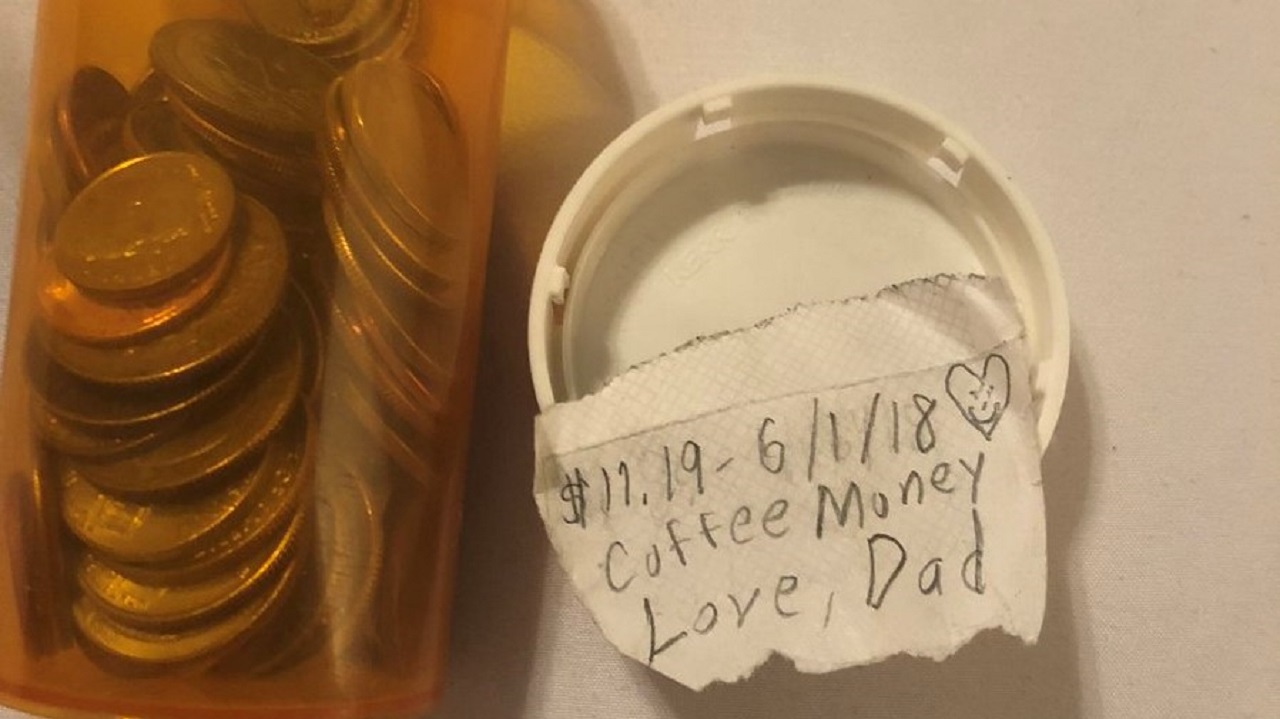 $11.19 - 6/1/18
Coffee Money
Love, Dad